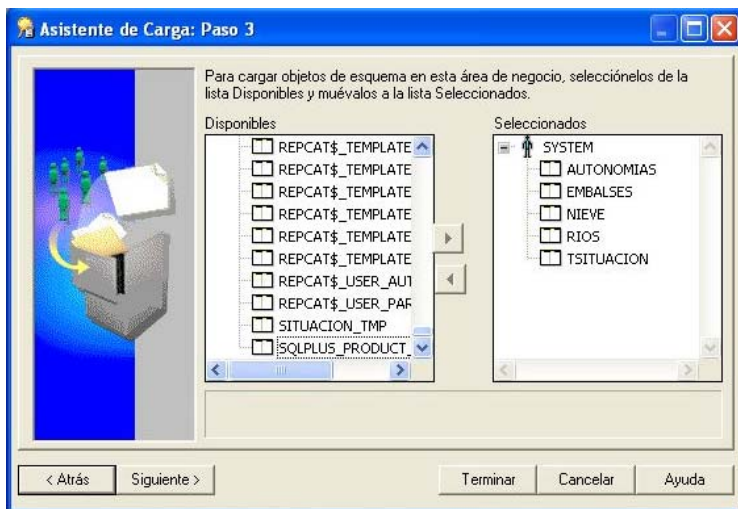 Asistente de Carga: Paso 3
Para cargar objetos de esquema en esta área de negocio, selecciónelos de la
lista Disponibles y muévalos a la lista Seleccionados.
Disponibles
REPCAT$_TEMPLATE
REPCAT$_TEMPLATE
REPCAT$_TEMPLATE
REPCAT$_TEMPLATE
REPCAT$_TEMPLATE
REPCAT$_TEMPLATE
REPCAT$_USER_AUT
REPCAT$_USER_PAR
SITUACION_TMP
SQLPLUS_PRODUCT_
Seleccionados
SYSTEM
AUTONOMIAS
EMBALSES
NIEVE
RIOS
TSITUACION
< Atrás Siguiente > Terminar Cancelar Ayuda